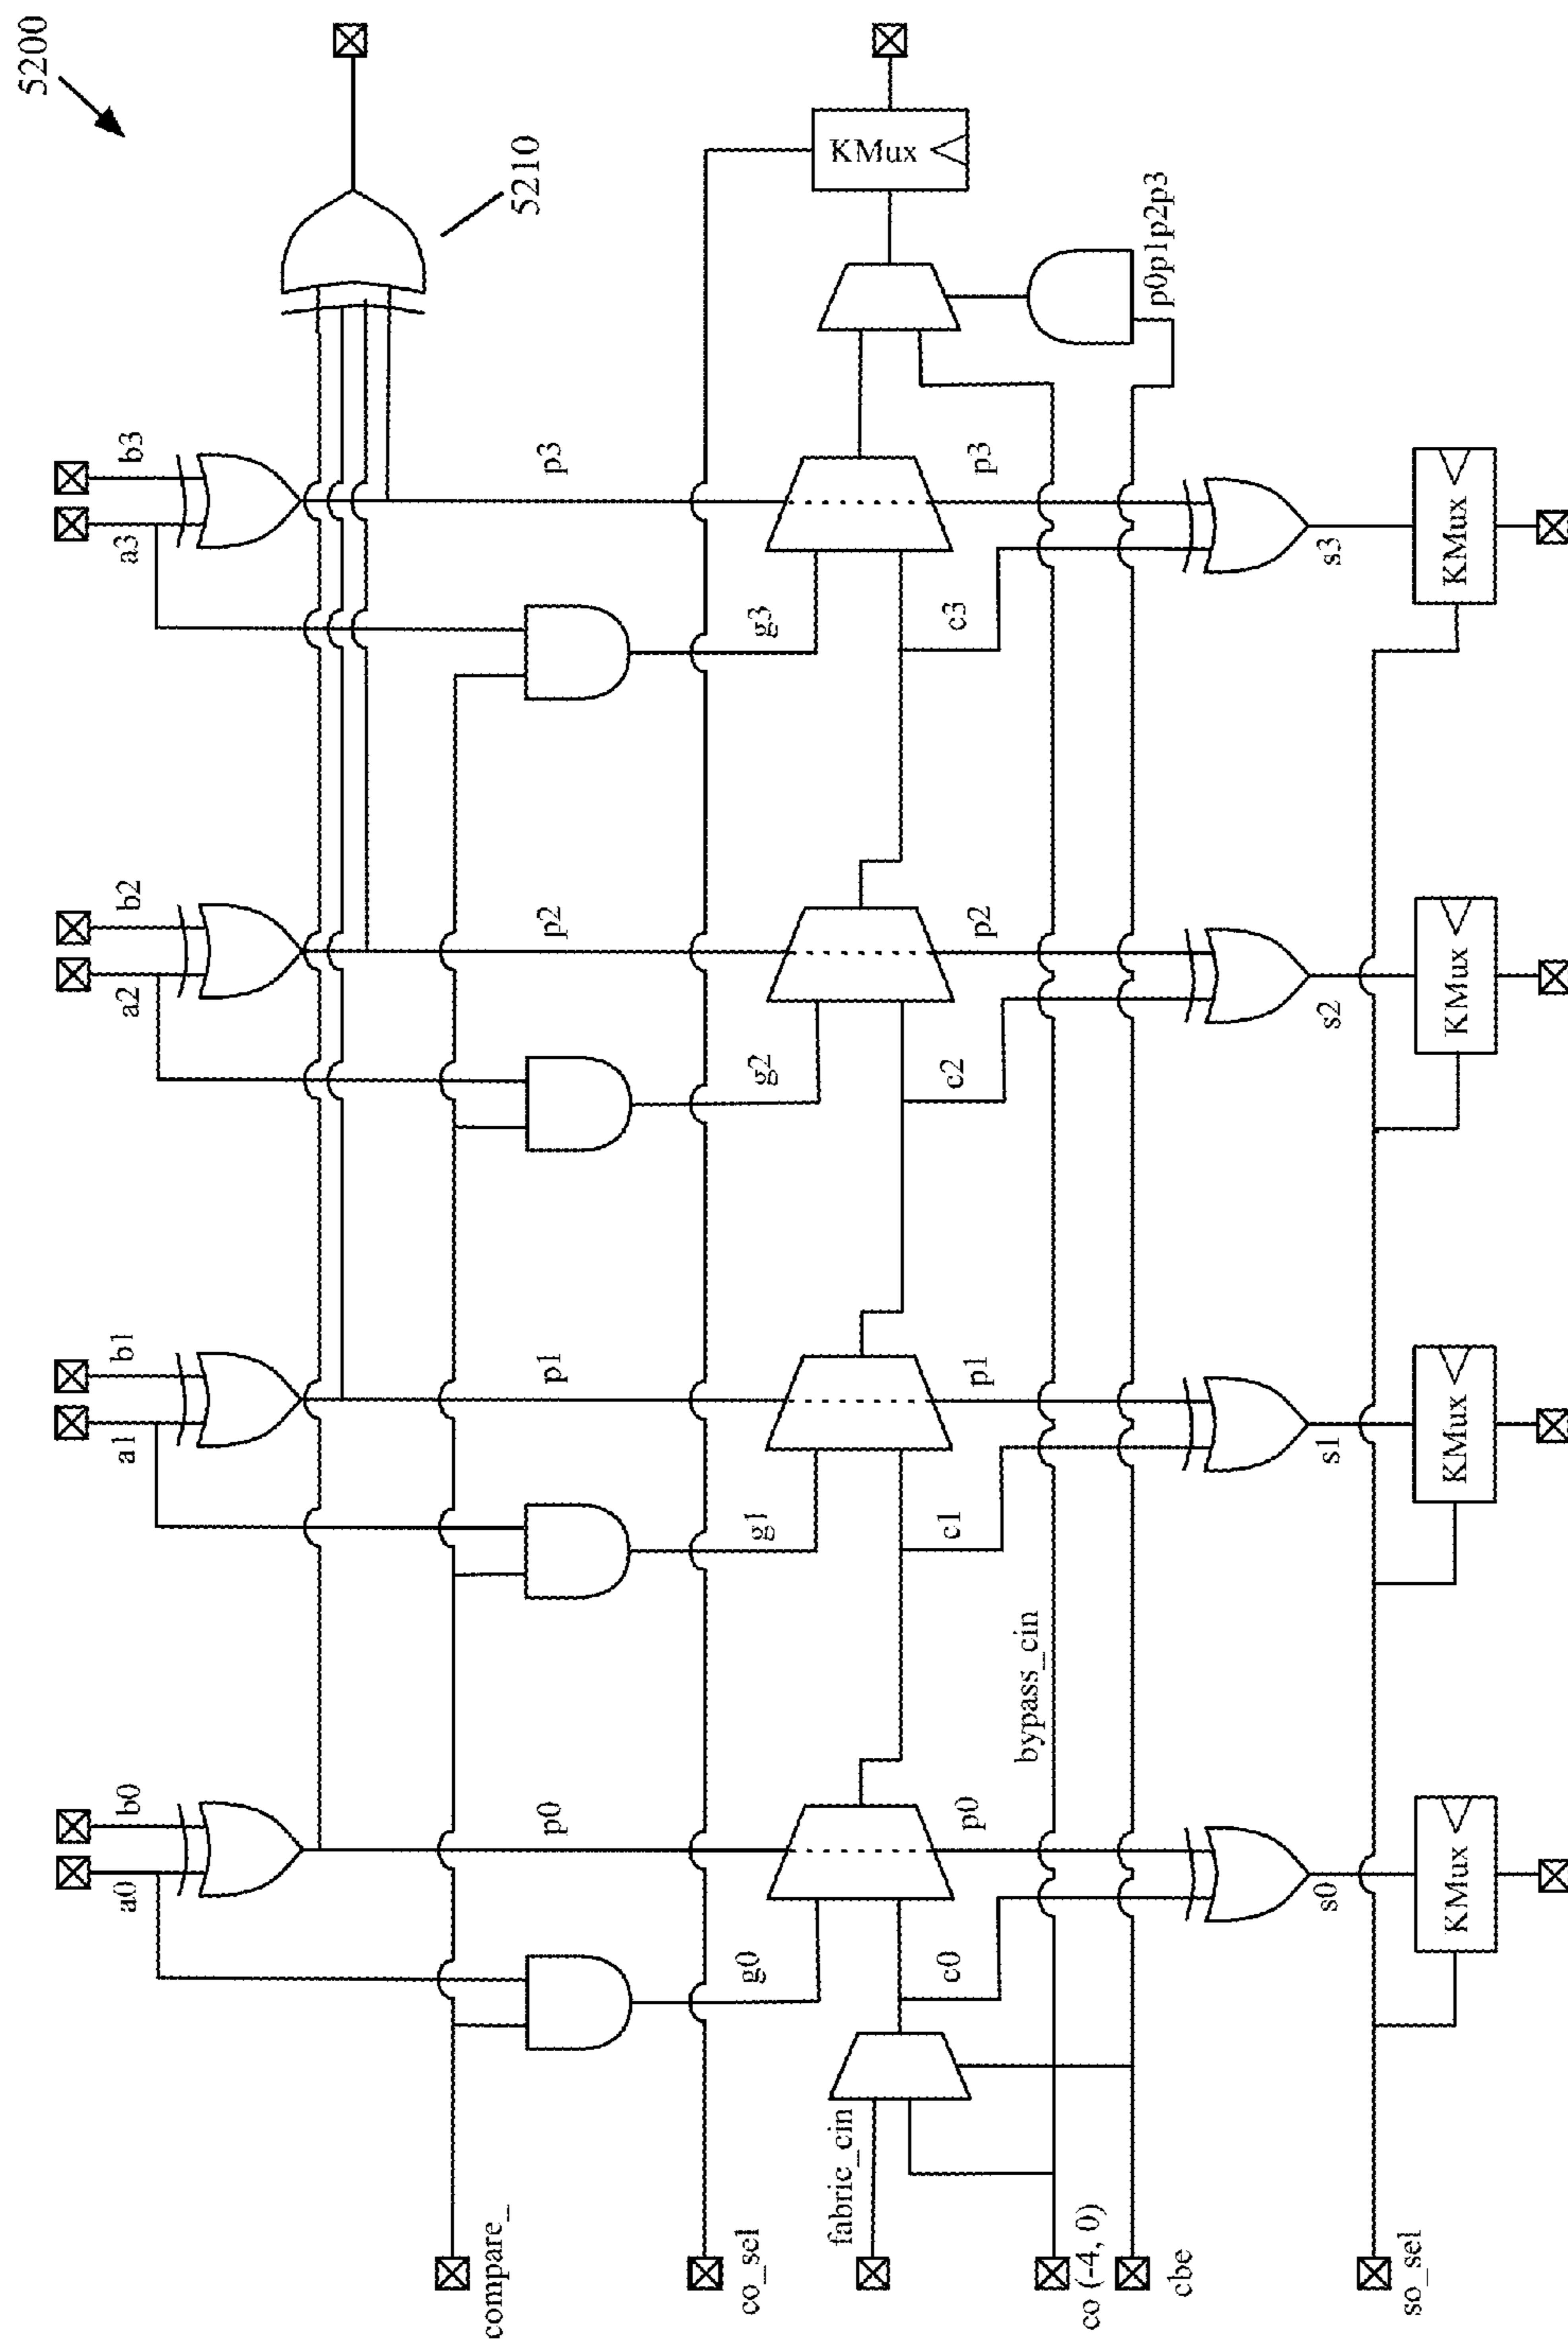 5200
5210
b3
a3
b2
a2
b1
a1
b0
a0
p3
p2
p1
p0
compare_
g3
g2
g1
g0
co_sel
KMux
p0p1p2p3
p3
p2
p1
p0
c3
c2
c1
c0
fabric_cin
bypass_cin
co (-4, 0)
cbe
s3
s2
s1
s0
KMux
KMux
KMux
KMux
so_sel